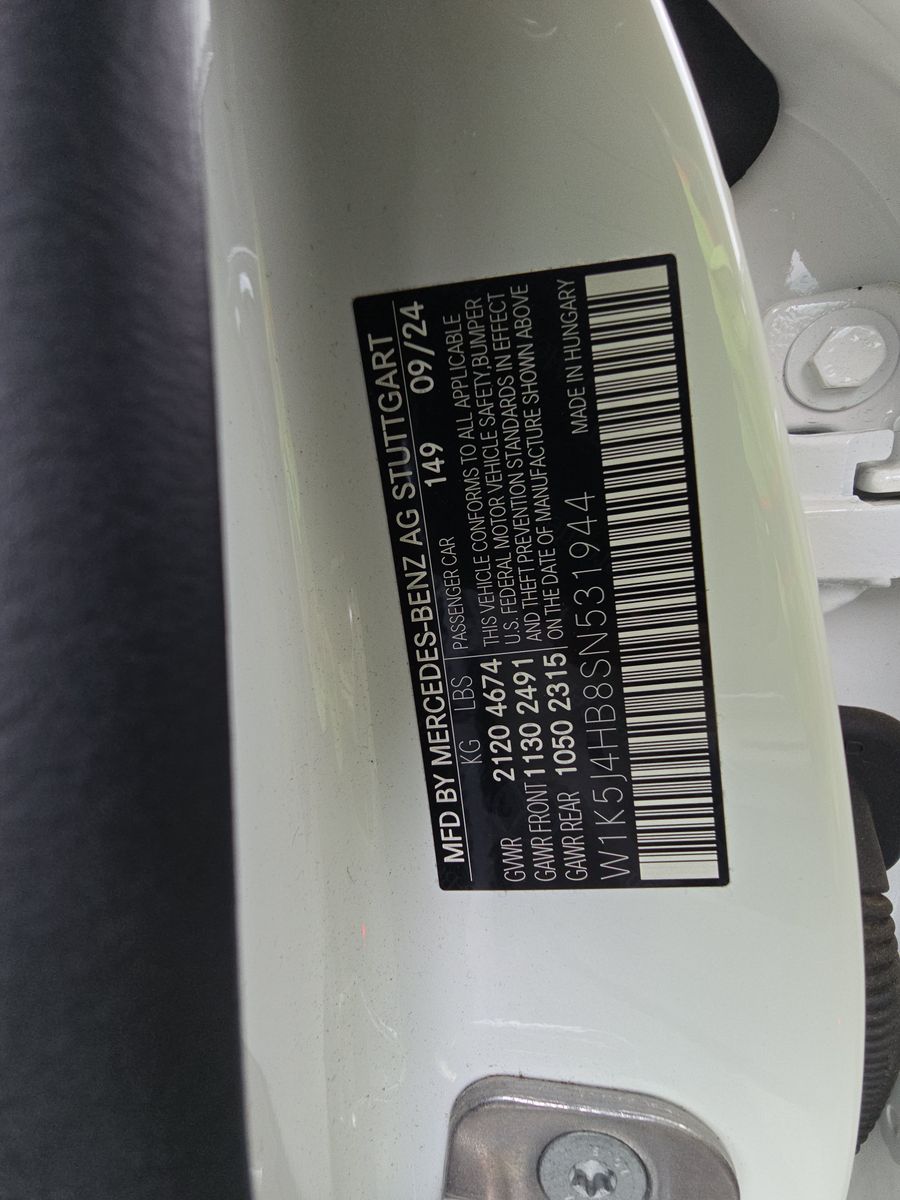 MFD BY MERCEDES-BENZ AG STUTTGART
KG LBS PASSENGER CAR 149 09/24
GWWR 2120 4674 THIS VEHICLE CONFORMS TO ALL APPLICABLE
U.S. FEDERAL MOTOR VEHICLE SAFETY,BUMPER
GAWR FRONT 1130 2491 AND THEFT PREVENTION STANDARDS IN EFFECT
GAWR REAR 1050 2315 ON THE DATE OF MANUFACTURE SHOWN ABOVE
W1K5J4HB8SN531944 MADE IN HUNGARY